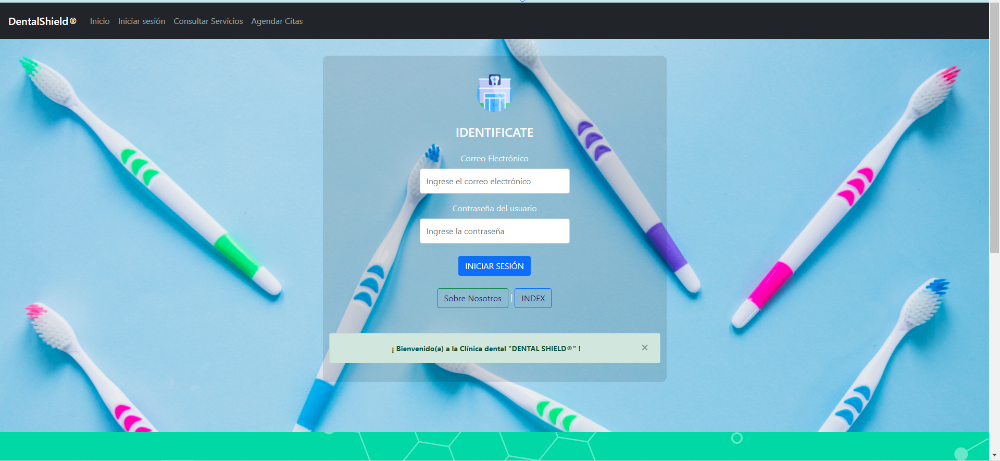 DentalShield® Inicio Iniciar sesión Consultar Servicios Agendar Citas
IDENTIFICATE
Correo Electrónico
Ingrese el correo electrónico
Contraseña del usuario
Ingrese la contraseña
INICIAR SESIÓN
Sobre Nosotros | INDEX
¡ Bienvenido(a) a la Clínica dental "DENTAL SHIELD®" ! ×